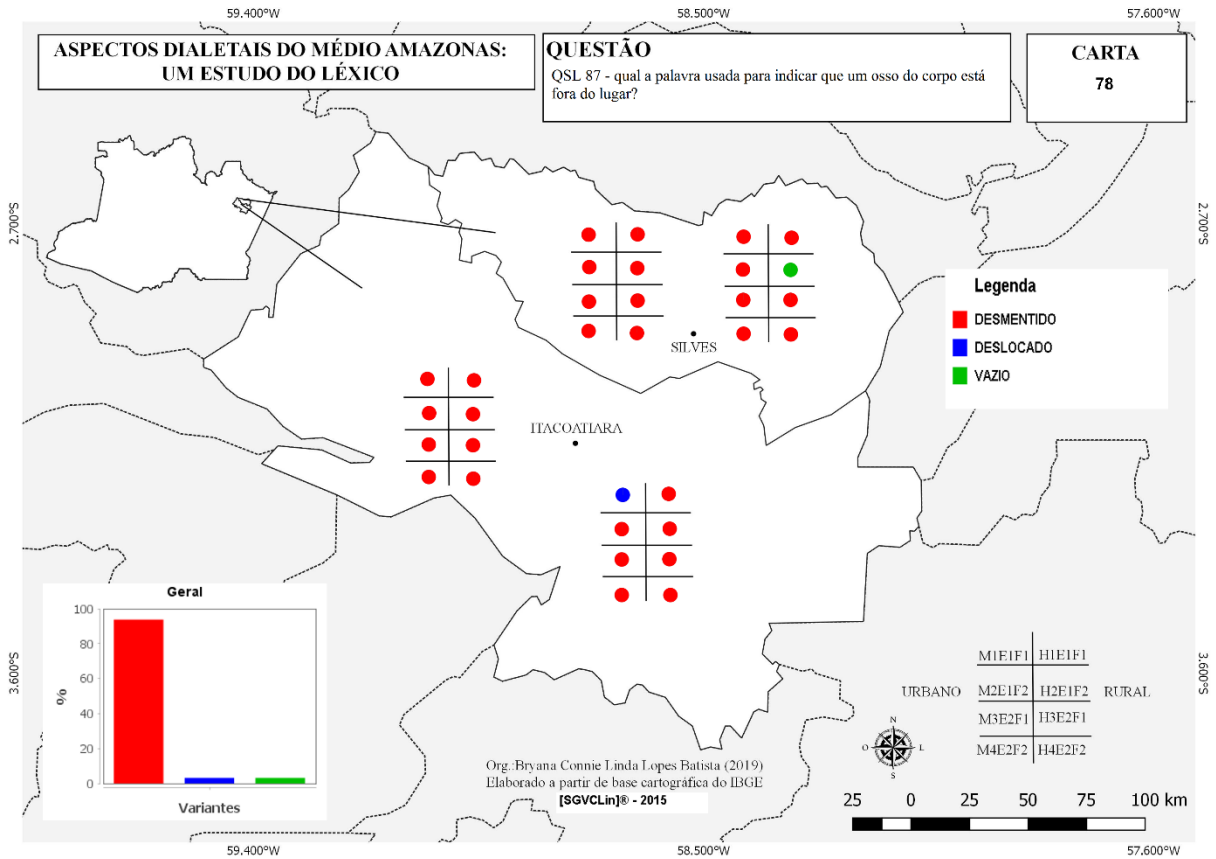 59.400°W
58.500°W
57.600°W
ASPECTOS DIALETAIS DO MÉDIO AMAZONAS:
UM ESTUDO DO LÉXICO
QUESTÃO
QSL 87 - qual a palavra usada para indicar que um osso do corpo está
fora do lugar?
CARTA
78
2.700°S
2.700°S
SILVES
Legenda
DESMENTIDO
DESLOCADO
VAZIO
ITACOATIARA
Geral
100
80
60
40
20
0
%
Variantes
3.600°S
3.600°S
M1E1F1 H1E1F1
URBANO M2E1F2 H2E1F2 RURAL
M3E2F1 H3E2F1
M4E2F2 H4E2F2
N
O L
S
Org.:Bryana Connie Linda Lopes Batista (2019)
Elaborado a partir de base cartográfica do IBGE
[SGVCLin]® - 2015
25 0 25 50 75 100 km
59.400°W
58.500°W
57.600°W